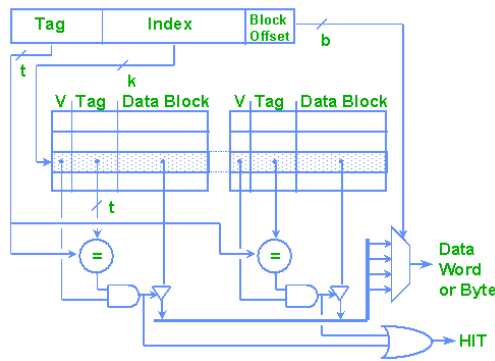 Tag Index Block
Offset
b
t
k
V Tag Data Block V Tag Data Block
t
= =
Data
Word
or Byte
HIT